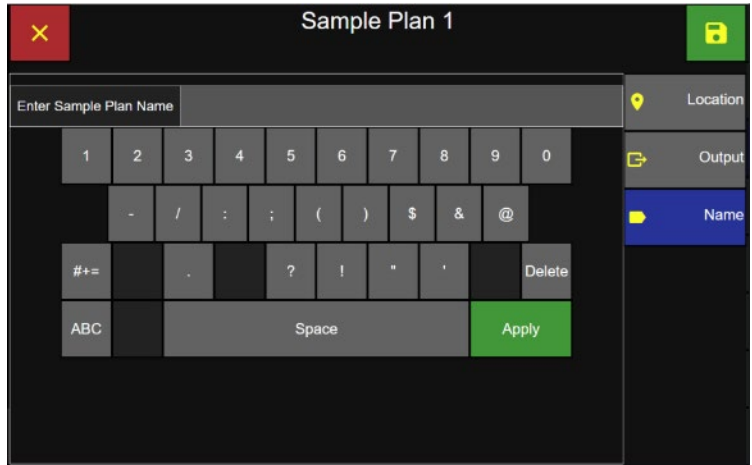 Sample Plan 1
Enter Sample Plan Name
Location
1 2 3 4 5 6 7 8 9 0
Output
- / : ; ( ) $ & @
Name
#+= . ? ! " ' Delete
ABC Space Apply